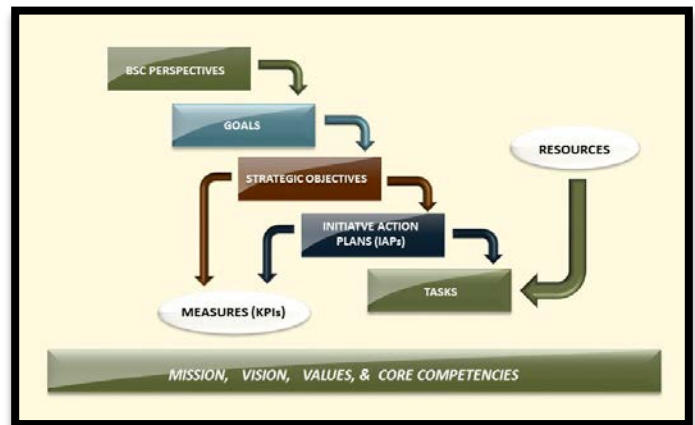 BSC PERSPECTIVES
GOALS
RESOURCES
STRATEGIC OBJECTIVES
INITIATVE ACTION
PLANS (IAPs)
TASKS
MEASURES (KPIs)
MISSION, VISION, VALUES, & CORE COMPETENCIES